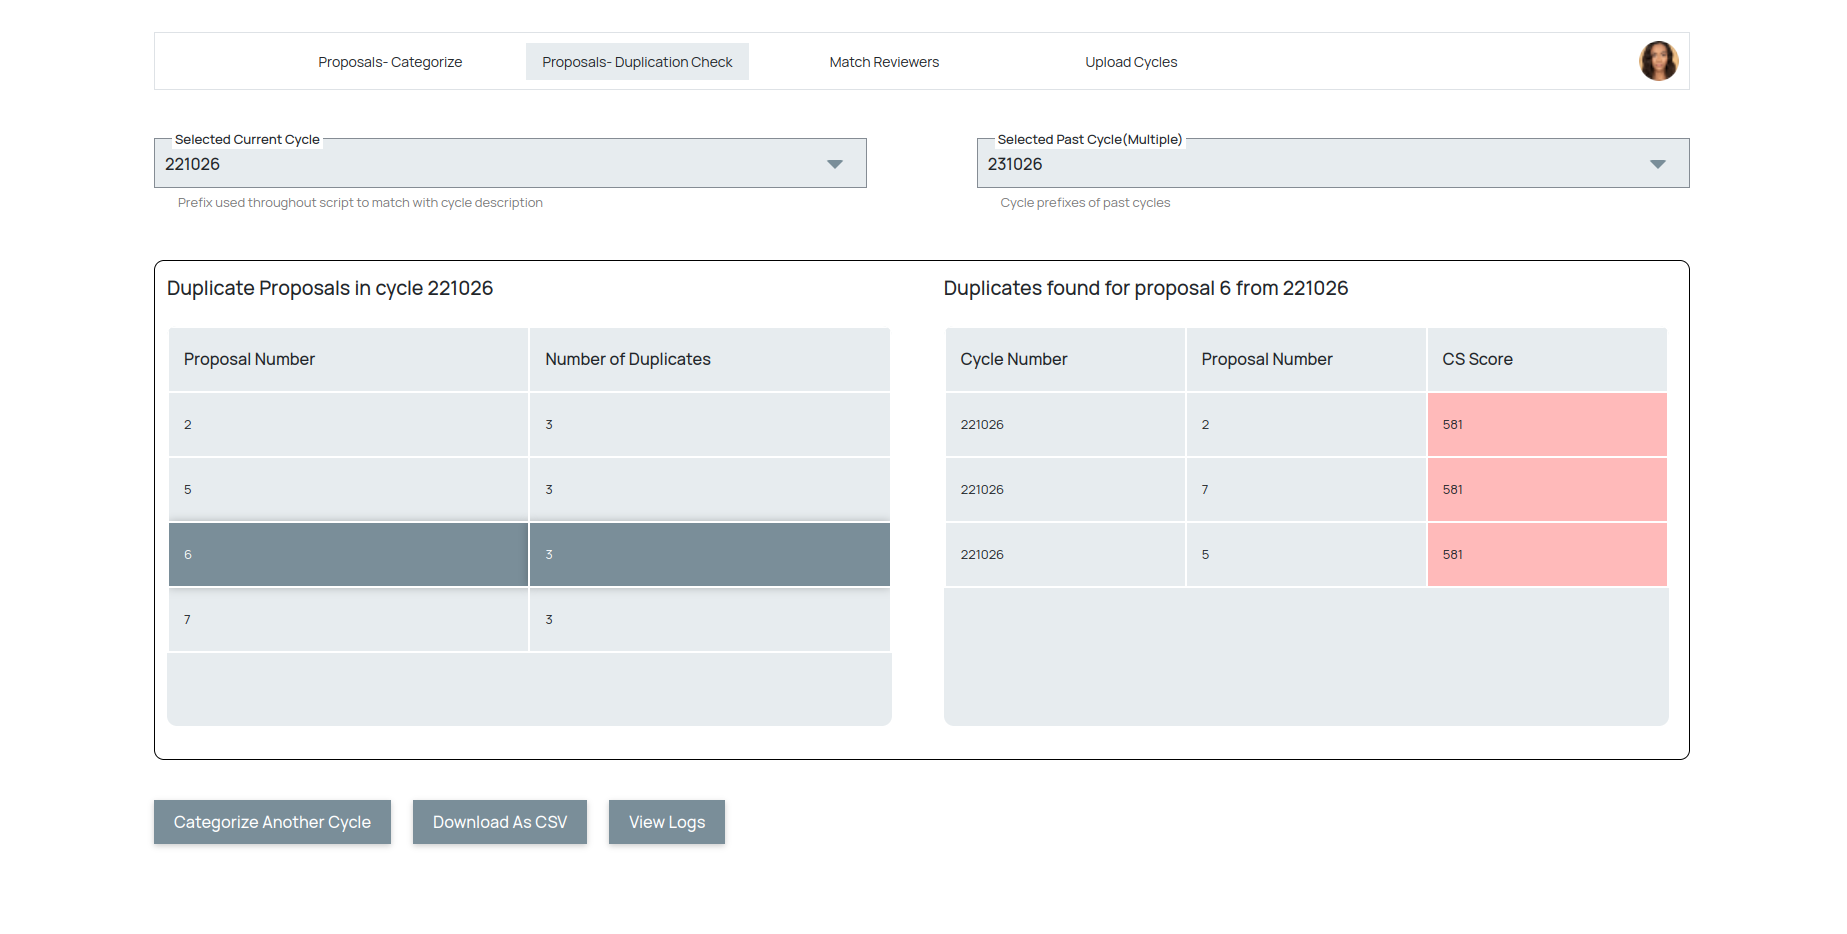 Proposals- Categorize
Proposals- Duplication Check
Match Reviewers
Upload Cycles
Selected Current Cycle
221026
Prefix used throughout script to match with cycle description
Selected Past Cycle(Multiple)
231026
Cycle prefixes of past cycles
Duplicate Proposals in cycle 221026
Proposal Number Number of Duplicates
2 3
5 3
6 3
7 3
Duplicates found for proposal 6 from 221026
Cycle Number Proposal Number CS Score
221026 2 581
221026 7 581
221026 5 581
Categorize Another Cycle
Download As CSV
View Logs